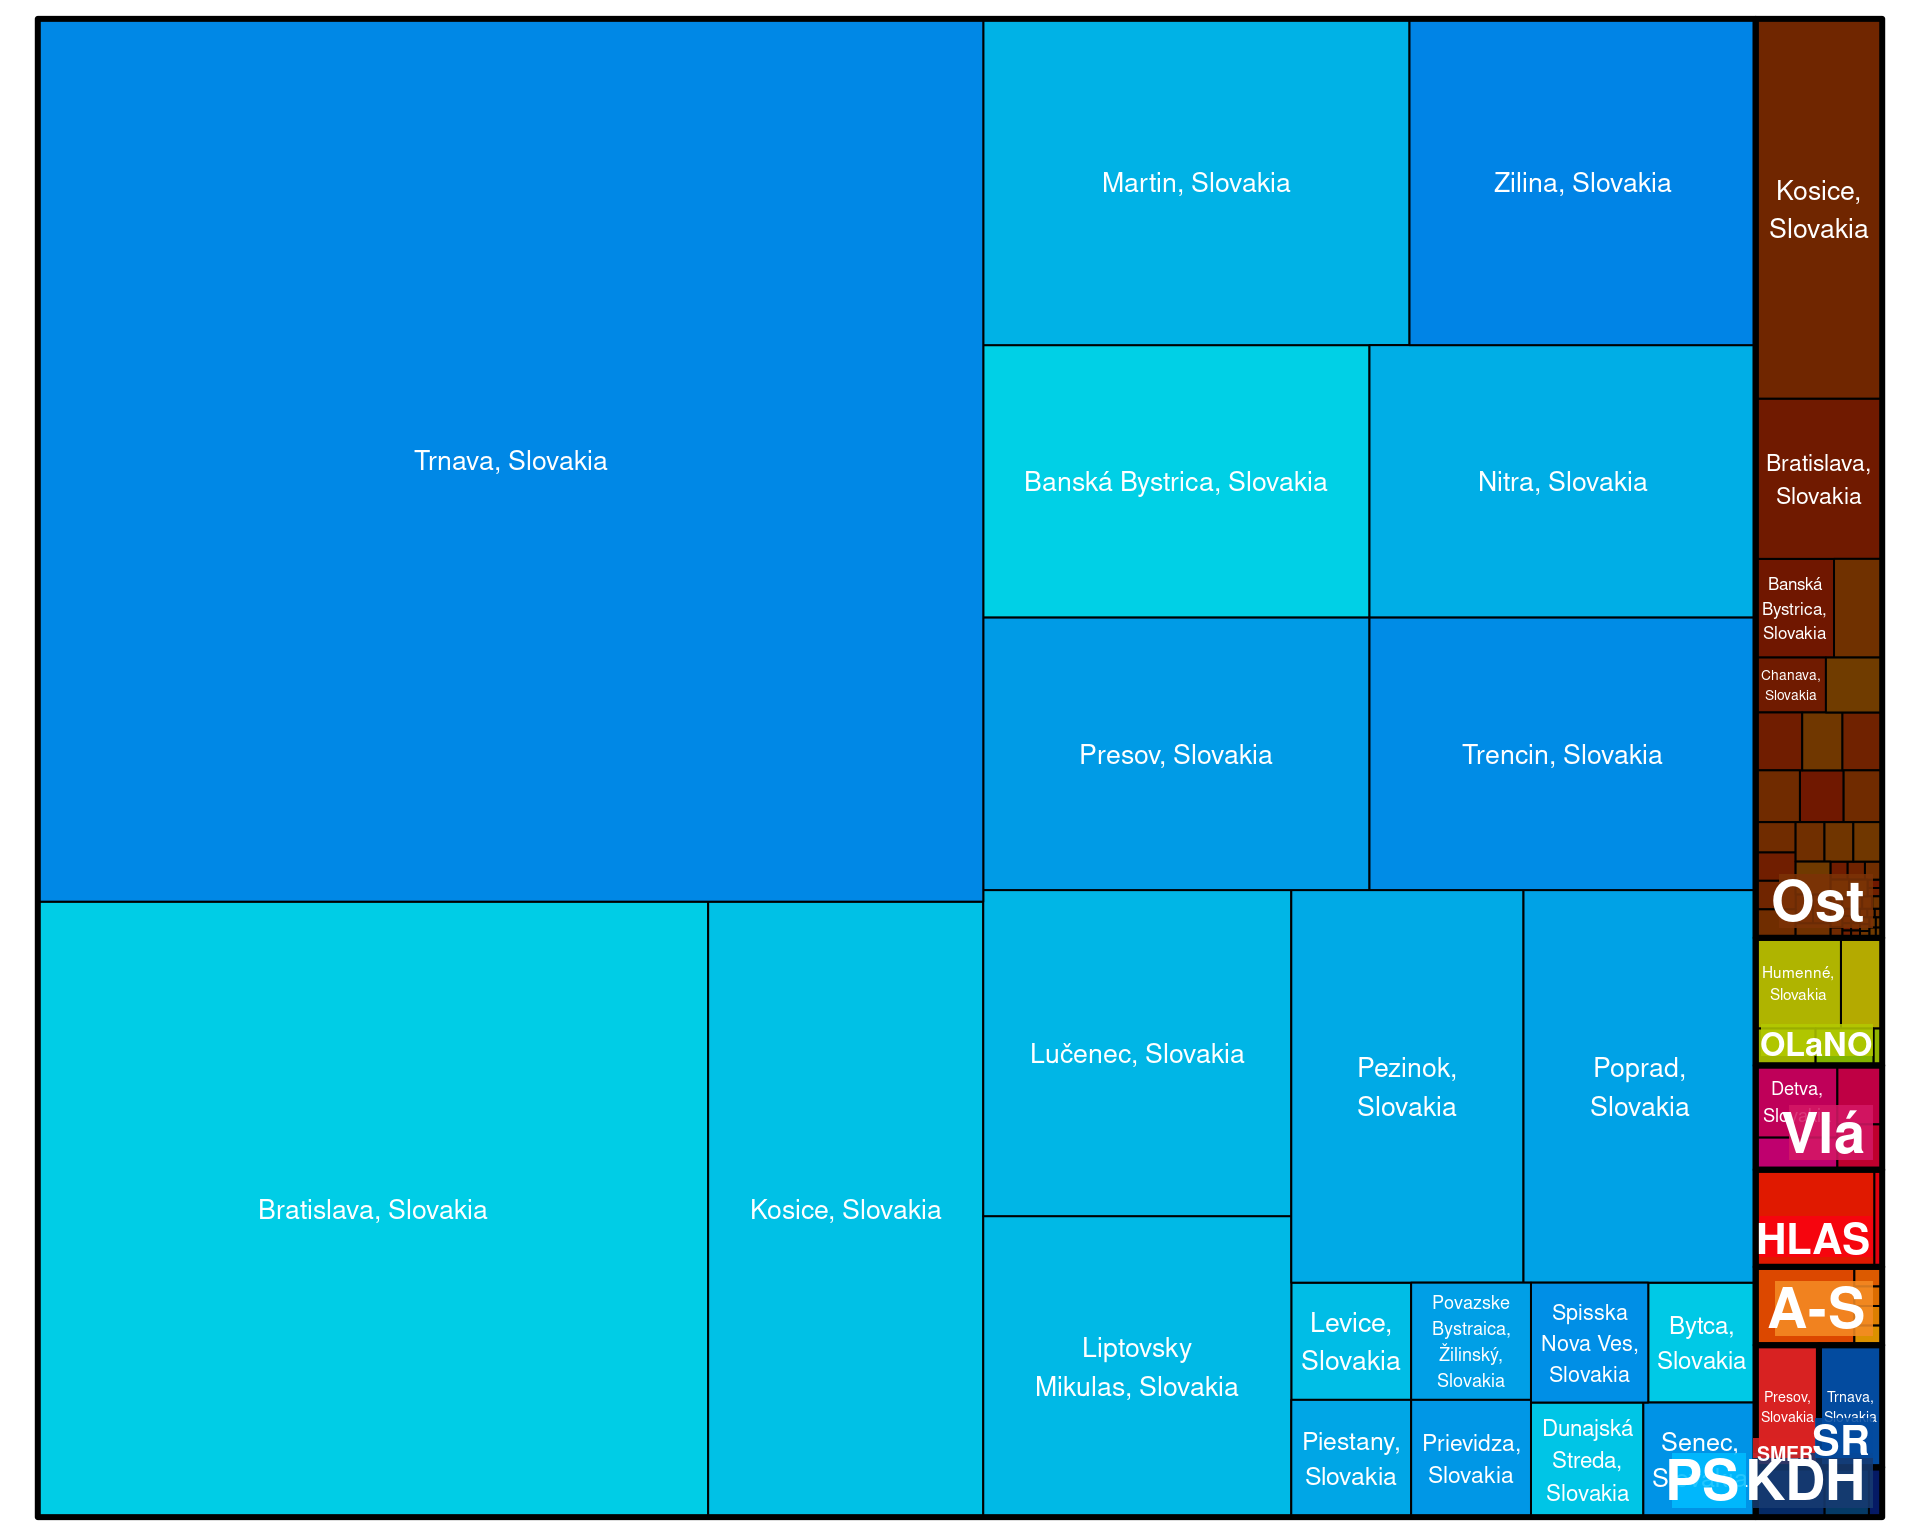 Trnava, Slovakia
Martin, Slovakia
Zilina, Slovakia
Banská Bystrica, Slovakia
Nitra, Slovakia
Presov, Slovakia
Trencin, Slovakia
Bratislava, Slovakia
Kosice, Slovakia
Lučenec, Slovakia
Liptovsky
Mikulas, Slovakia
Pezinok,
Slovakia
Poprad,
Slovakia
Levice,
Slovakia
Povazske
Bystraica,
Žilinský,
Slovakia
Spisska
Nova Ves,
Slovakia
Bytca,
Slovakia
Piestany,
Slovakia
Prievidza,
Slovakia
Dunajská
Streda,
Slovakia
Senec,
PS
Kosice,
Slovakia
Bratislava,
Slovakia
Banská
Bystrica,
Slovakia
Chanava,
Slovakia
Ost
Humenné,
Slovakia
OLaNO
Detva,
Vlá
HLAS
A-S
Presov,
Slovakia
SMER
Trnava,
Slovakia
SR
KDH